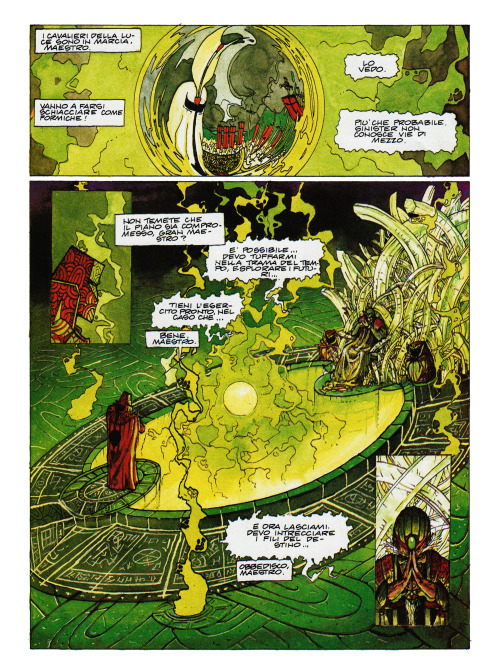 I CAVALIERI DELLA LU-
CE SONO IN MARCIA,
MAESTRO.
LO
VEDO.
VANNO A FARSI
SCHIACCIARE COME
FORMICHE!
PIU' CHE PROBABILE.
SINISTER NON
CONOSCE VIE DI
MEZZO.
NON TEMETE CHE
IL PIANO SIA COMPRO-
MESSO, GRAN MAE-
STRO?
E' POSSIBILE...
DEVO TUFFARMI
NELLA TRAMA DEL TEM-
PO, ESPLORARE I FUTU-
RI...
TIENI L'ESER-
CITO PRONTO, NEL
CASO CHE...
BENE,
MAESTRO.
E ORA LASCIAMI.
DEVO INTRECCIARE
I FILI DEL DE-
STINO...
OBBEDISCO,
MAESTRO.